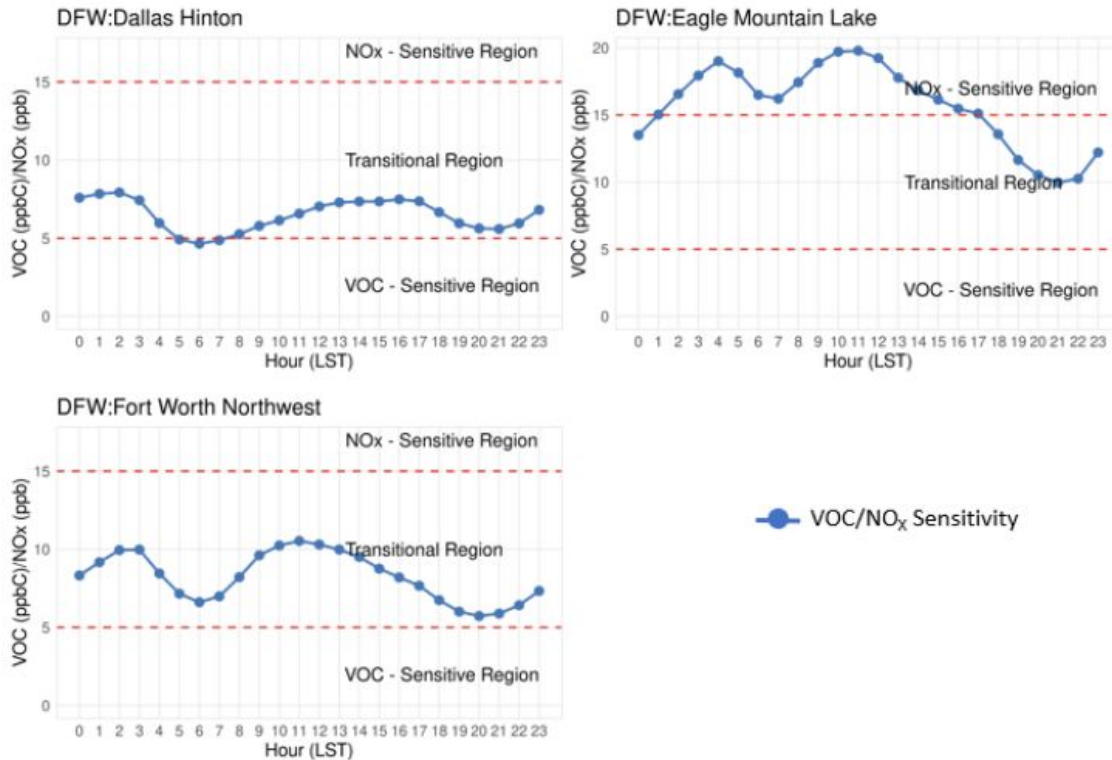 DFW:Dallas Hinton
NOx - Sensitive Region
15
Transitional Region
10
5
VOC - Sensitive Region
0
VOC (ppbC)/NOx (ppb)
0 1 2 3 4 5 6 7 8 9 10 11 12 13 14 15 16 17 18 19 20 21 22 23
Hour (LST)
DFW:Eagle Mountain Lake
20
NOx - Sensitive Region
15
Transitional Region
10
5
VOC - Sensitive Region
0
VOC (ppbC)/NOx (ppb)
0 1 2 3 4 5 6 7 8 9 10 11 12 13 14 15 16 17 18 19 20 21 22 23
Hour (LST)
DFW:Fort Worth Northwest
NOx - Sensitive Region
15
Transitional Region
10
5
VOC - Sensitive Region
0
VOC (ppbC)/NOx (ppb)
0 1 2 3 4 5 6 7 8 9 10 11 12 13 14 15 16 17 18 19 20 21 22 23
Hour (LST)
VOC/NOX Sensitivity